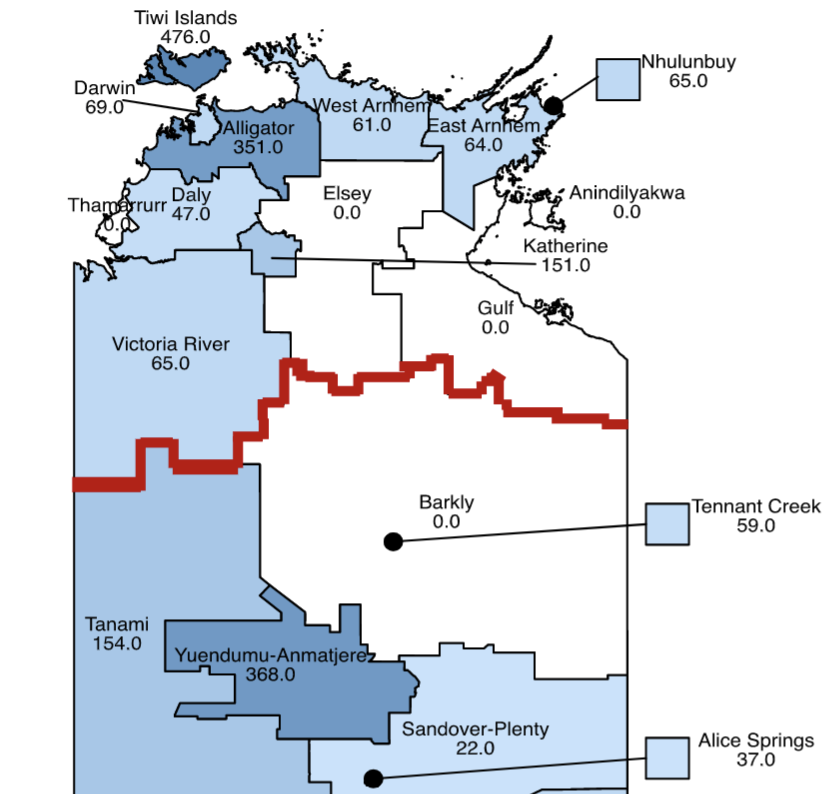 Tiwi Islands
476.0
Nhulunbuy
65.0
Darwin
69.0
West Arnhem
61.0
Alligator
351.0
East Arnhem
64.0
Daly
47.0
Elsey
0.0
Anindilyakwa
0.0
Thamarrurr
0.0
Katherine
151.0
Gulf
0.0
Victoria River
65.0
Barkly
0.0
Tennant Creek
59.0
Tanami
154.0
Yuendumu-Anmatjere
368.0
Sandover-Plenty
22.0
Alice Springs
37.0